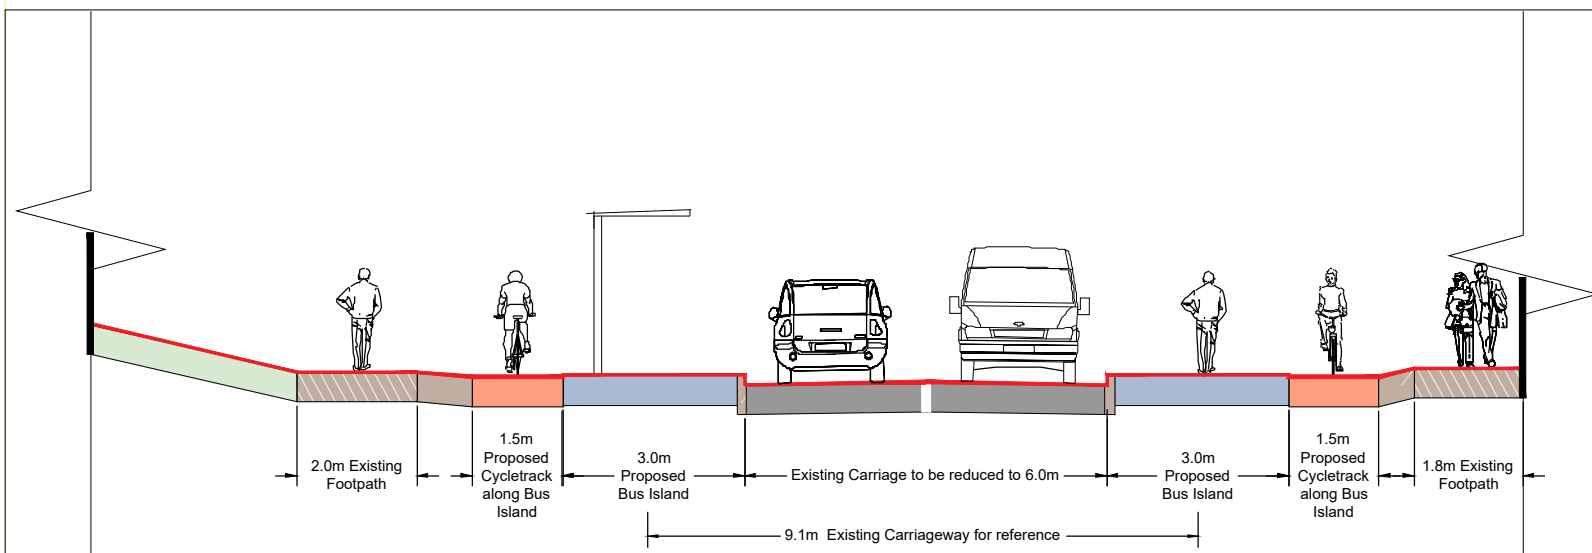 2.0m Existing
Footpath
1.5m
Proposed
Cycletrack
along Bus
Island
3.0m
Proposed
Bus Island
Existing Carriage to be reduced to 6.0m
3.0m
Proposed
Bus Island
1.5m
Proposed
Cycletrack
along Bus
Island
1.8m Existing
Footpath
9.1m Existing Carriageway for reference